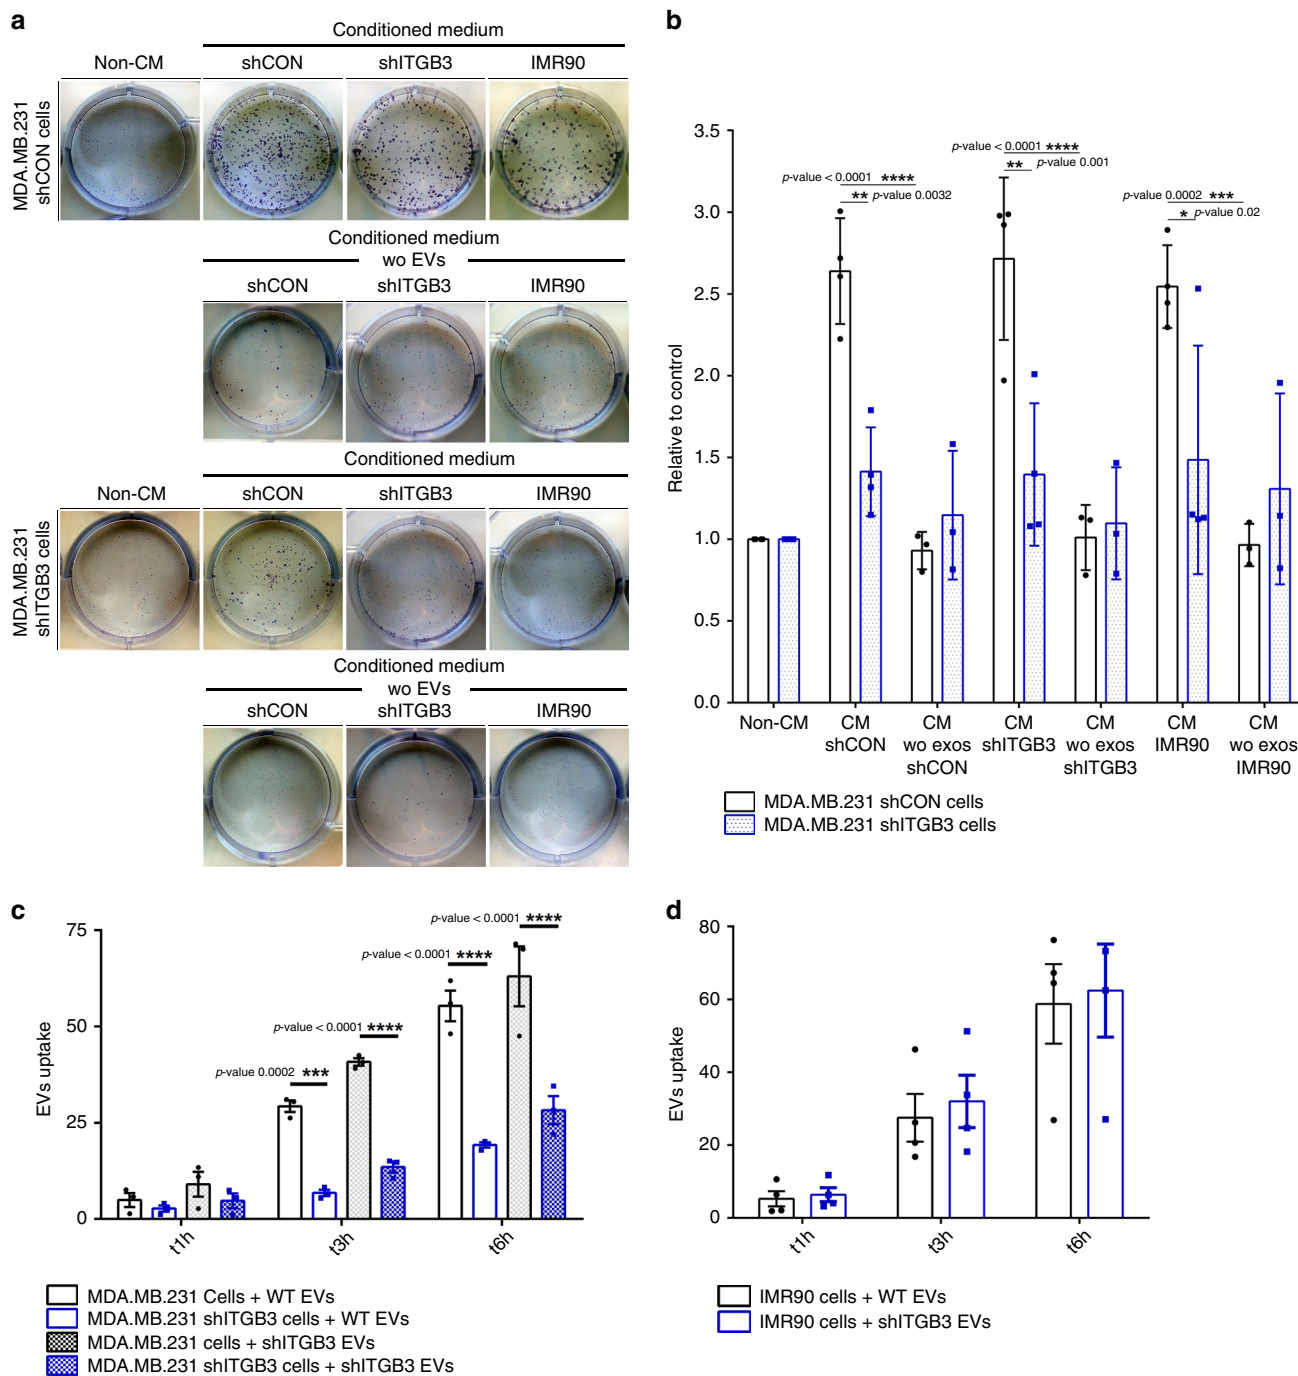 a
Conditioned medium
Non-CM
shCON
shITGB3
IMR90
MDA.MB.231
shCON cells
Conditioned medium
wo EVs
shCON
shITGB3
IMR90
Conditioned medium
Non-CM
shCON
shITGB3
IMR90
MDA.MB.231
shITGB3 cells
Conditioned medium
wo EVs
shCON
shITGB3
IMR90
b
Relative to control
3.5
3.0
2.5
2.0
1.5
1.0
0.5
0.0
p-value < 0.0001 ****
** p-value 0.0032
p-value < 0.0001 ****
** p-value 0.001
p-value 0.0002 ***
* p-value 0.02
Non-CM
CM
shCON
CM
wo exos
shCON
CM
shITGB3
CM
wo exos
shITGB3
CM
IMR90
CM
wo exos
IMR90
MDA.MB.231 shCON cells
MDA.MB.231 shITGB3 cells
c
EVs uptake
75
50
25
0
p-value 0.0002 ***
p-value < 0.0001 ****
p-value < 0.0001 ****
p-value < 0.0001 ****
t1h
t3h
t6h
MDA.MB.231 Cells + WT EVs
MDA.MB.231 shITGB3 cells + WT EVs
MDA.MB.231 cells + shITGB3 EVs
MDA.MB.231 shITGB3 cells + shITGB3 EVs
d
EVs uptake
80
60
40
20
0
t1h
t3h
t6h
IMR90 cells + WT EVs
IMR90 cells + shITGB3 EVs